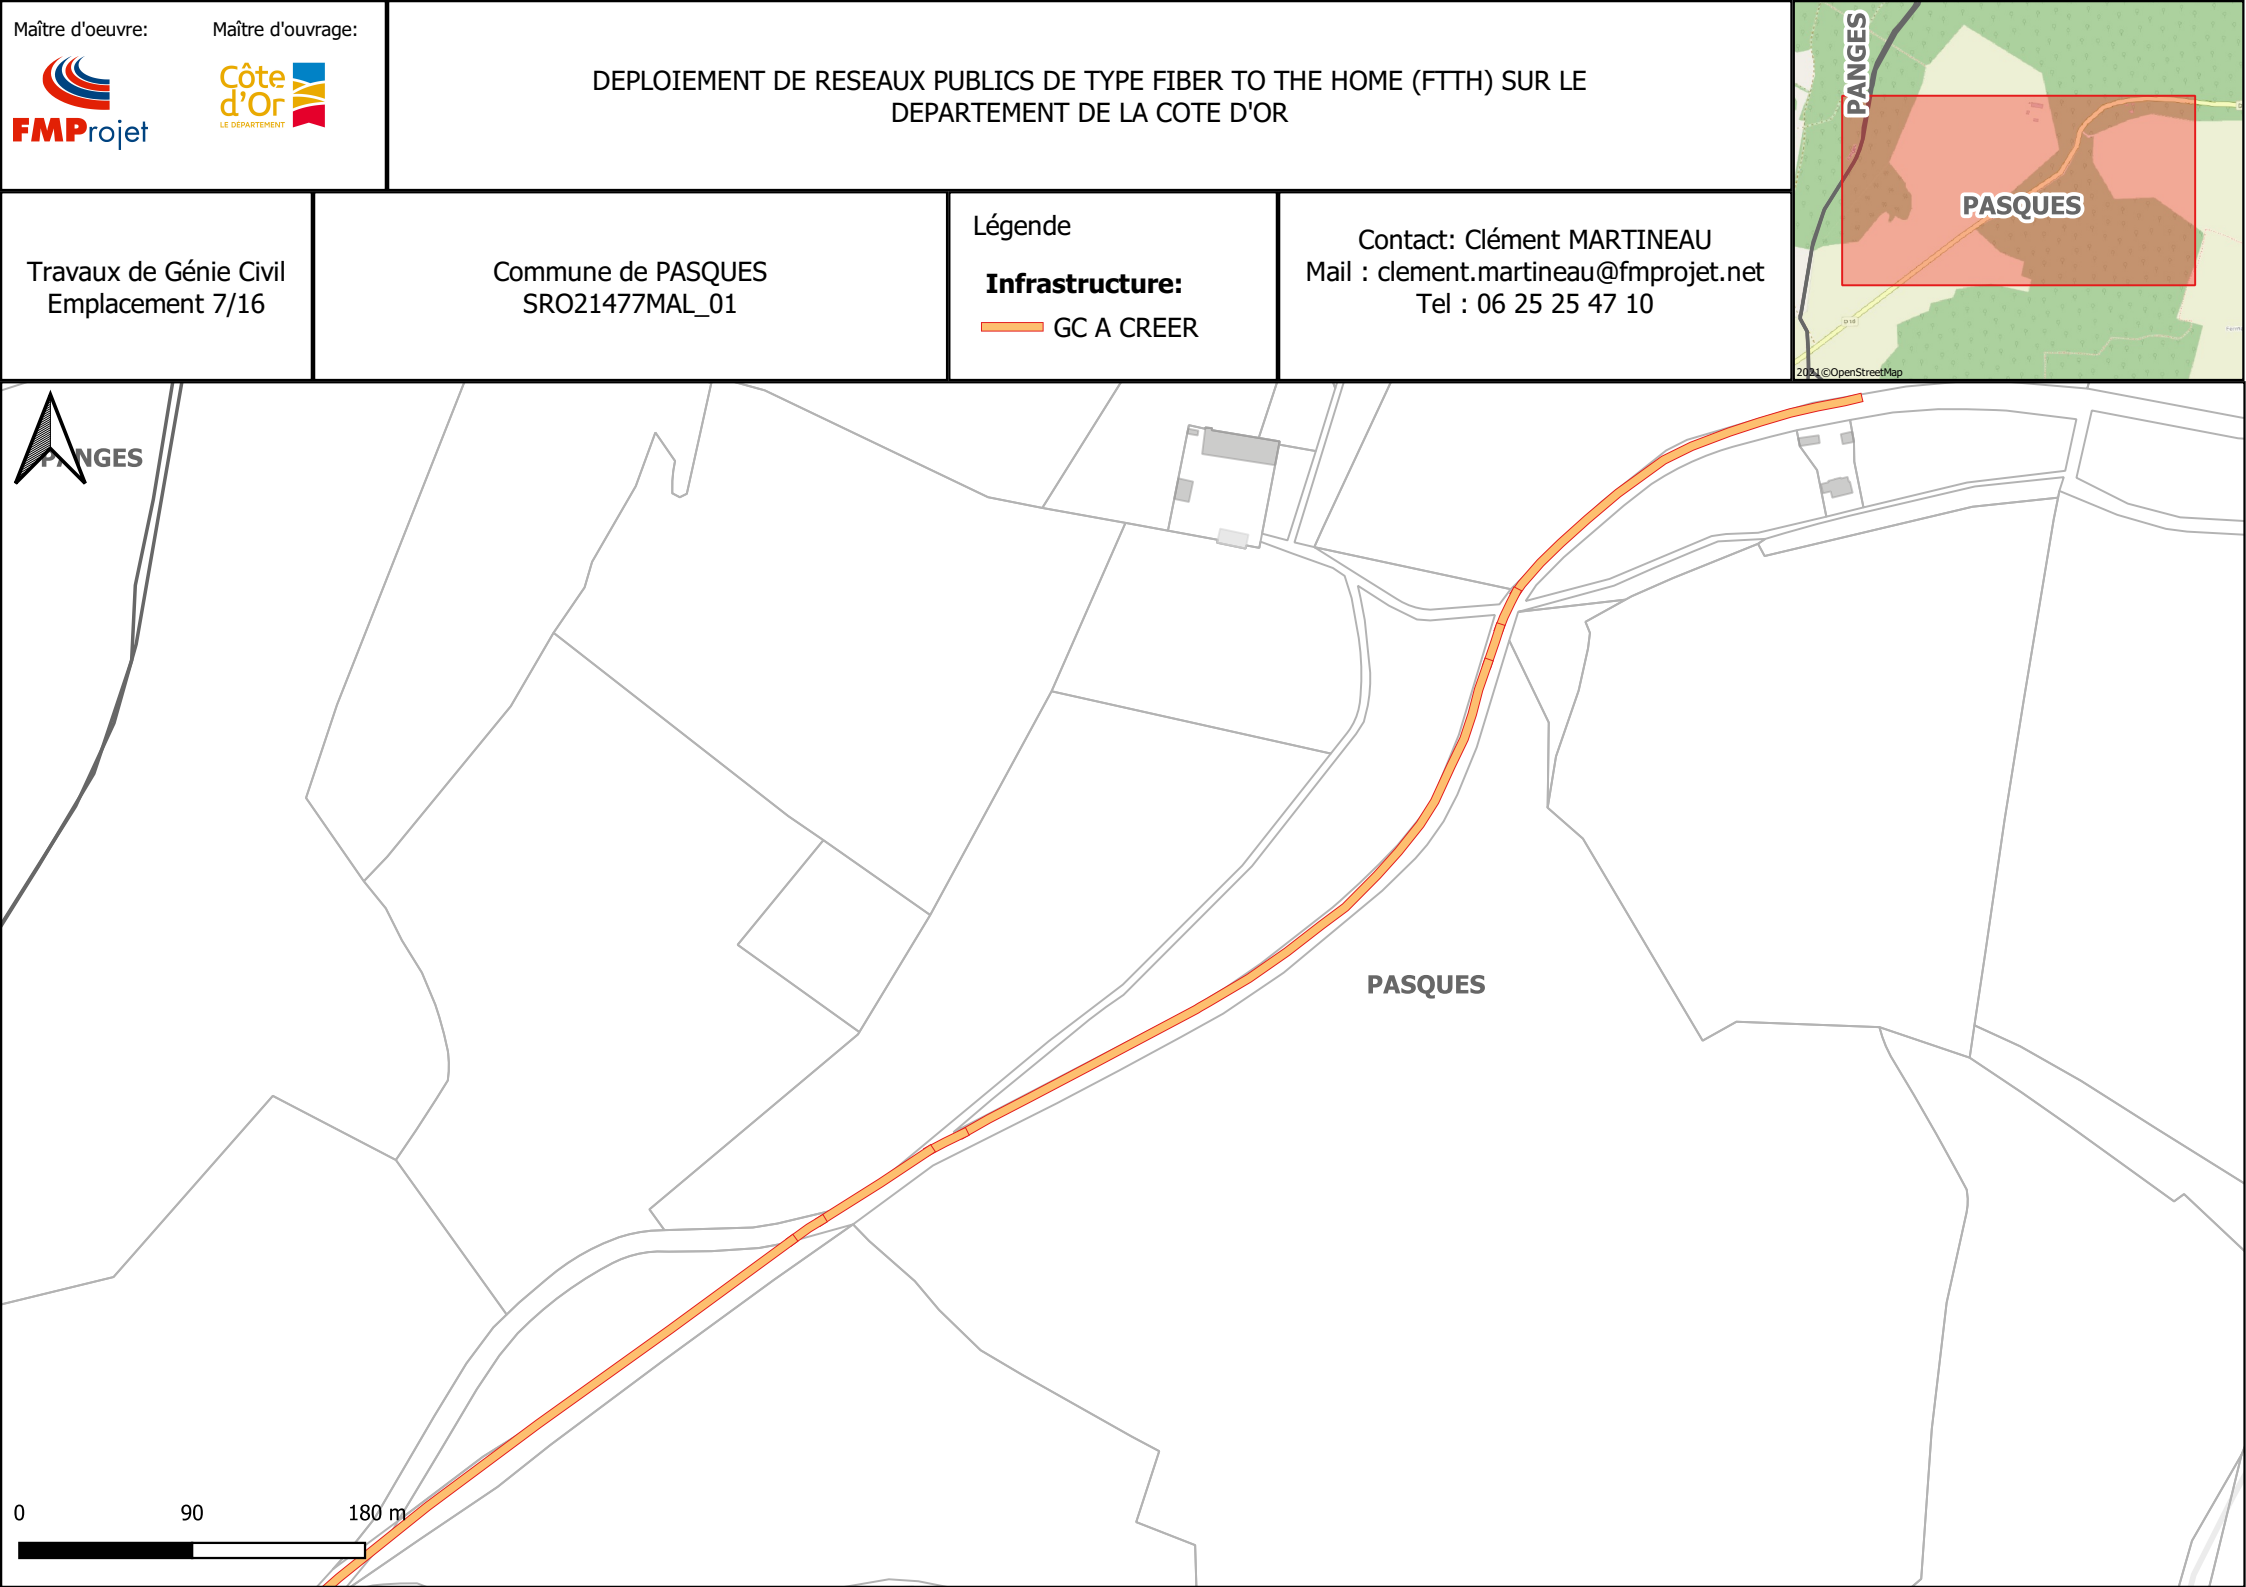 Maître d'oeuvre:
Maître d'ouvrage:
FMProjet
Côte
d'Or
LE DÉPARTEMENT
DEPLOIEMENT DE RESEAUX PUBLICS DE TYPE FIBER TO THE HOME (FTTH) SUR LE
DEPARTEMENT DE LA COTE D'OR
Travaux de Génie Civil
Emplacement 7/16
Commune de PASQUES
SRO21477MAL_01
Légende
Infrastructure:
GC A CREER
Contact: Clément MARTINEAU
Mail : clement.martineau@fmprojet.net
Tel : 06 25 25 47 10
PANGES
PASQUES
2021©OpenStreetMap
PANGES
PASQUES
0 90 180 m